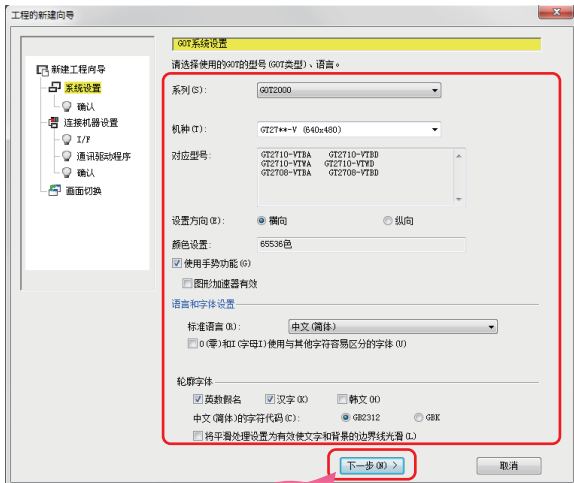 工程的新建向导
新建工程向导
系统设置
确认
连接机器设置
I/F
通讯驱动程序
确认
画面切换
GOT系统设置
请选择使用的GOT的型号(GOT类型)、语言。
系列(S): GOT2000
机种(T): GT27**-V (640x480)
对应型号: GT2710-VTBA GT2710-VTBD
GT2710-VTWA GT2710-VTWD
GT2708-VTBA GT2708-VTBD
设置方向(E): 横向 纵向
颜色设置: 65536色
使用手势功能(G)
图形加速器有效
语言和字体设置
标准语言(R): 中文(简体)
0(零)和I(字母I)使用与其他字符容易区分的字体(U)
轮廓字体
英数假名 汉字(K) 韩文(H)
中文(简体)的字符代码(C): GB2312 GBK
将平滑处理设置为有效使文字和背景的边界线光滑(L)
下一步(N) > 取消